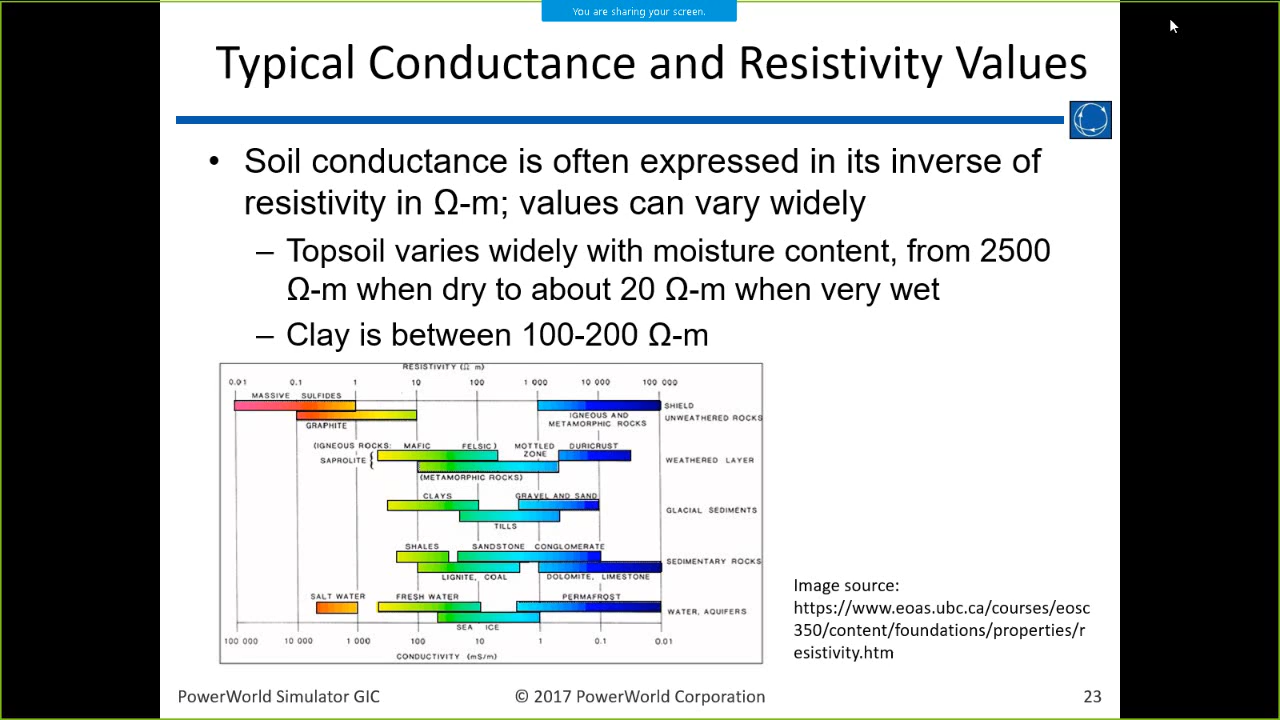 You are sharing your screen.
Typical Conductance and Resistivity Values
• Soil conductance is often expressed in its inverse of
resistivity in Ω-m; values can vary widely
– Topsoil varies widely with moisture content, from 2500
Ω-m when dry to about 20 Ω-m when very wet
– Clay is between 100-200 Ω-m
RESISTIVITY (Ω m)
0.01 0.1 1 10 100 1 000 10 000 100 000
MASSIVE SULFIDES
SHIELD
GRAPHITE
IGNEOUS AND
METAMORPHIC ROCKS
UNWEATHERED ROCKS
(IGNEOUS ROCKS: MAFIC FELSIC) MOTTLED
ZONE
DURICRUST
SAPROLITE
WEATHERED LAYER
(METAMORPHIC ROCKS)
CLAYS GRAVEL AND SAND
GLACIAL SEDIMENTS
TILLS
SHALES SANDSTONE CONGLOMERATE
SEDIMENTARY ROCKS
LIGNITE, COAL DOLOMITE, LIMESTONE
SALT WATER FRESH WATER PERMAFROST
WATER, AQUIFERS
SEA ICE
100 000 10 000 1 000 100 10 1 0.1 0.01
CONDUCTIVITY (mS/m)
Image source:
https://www.eoas.ubc.ca/courses/eosc
350/content/foundations/properties/r
esistivity.htm
PowerWorld Simulator GIC
© 2017 PowerWorld Corporation
23